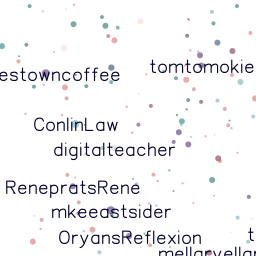 tomtomokie
estowncoffee
ConlinLaw
digitalteacher
RenepratsRene
mkeeastsider
OryansReflexion
t